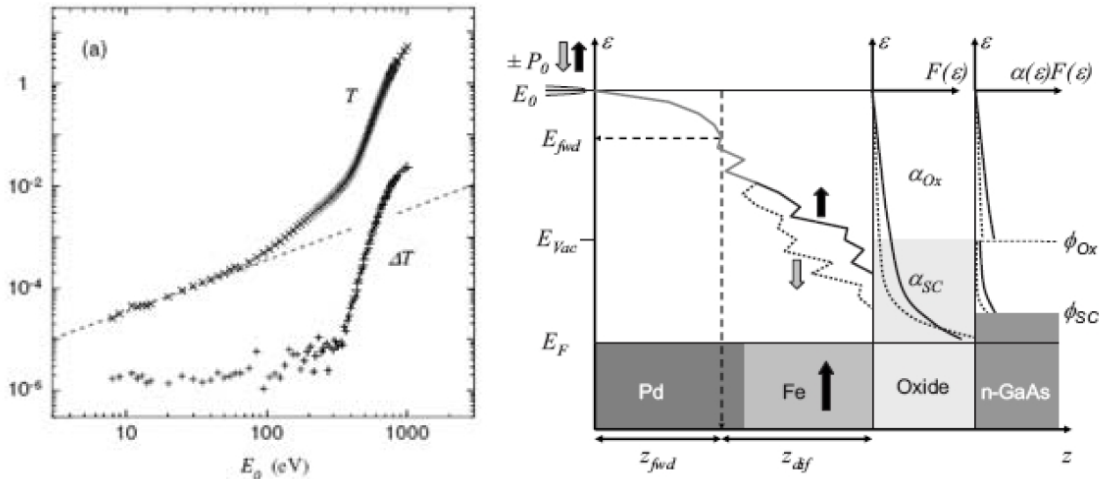 (a)
1
10⁻²
10⁻⁴
10⁻⁶
T
ΔT
10
100
1000
E₀ (eV)
± P₀
E₀
E_fwd
E_Vac
E_F
ε
ε
ε
F(ε)
α(ε)F(ε)
α_Ox
α_SC
ϕ_Ox
ϕ_SC
Pd
Fe
Oxide
n-GaAs
z_fwd
z_dif
z